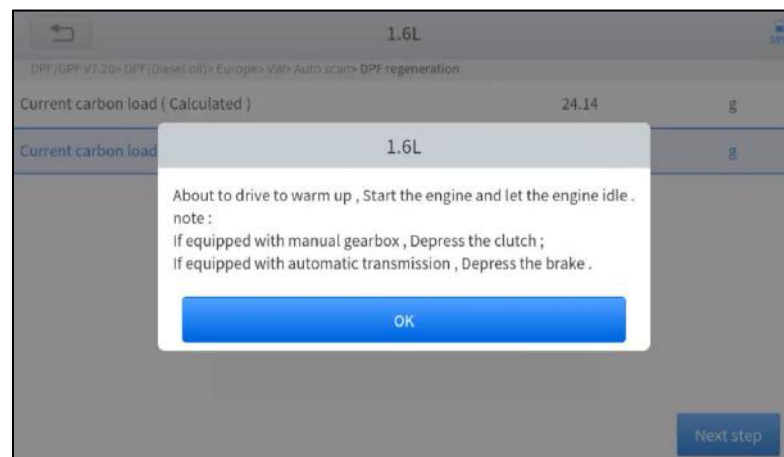 1.6L
DPF/GPF V7.20> DPF(Diesel oil)> Europe> VW> Auto scan> DPF regeneration
Current carbon load ( Calculated ) 24.14 g
Current carbon load g
1.6L
About to drive to warm up , Start the engine and let the engine idle .
note :
If equipped with manual gearbox , Depress the clutch ;
If equipped with automatic transmission , Depress the brake .
OK
Next step